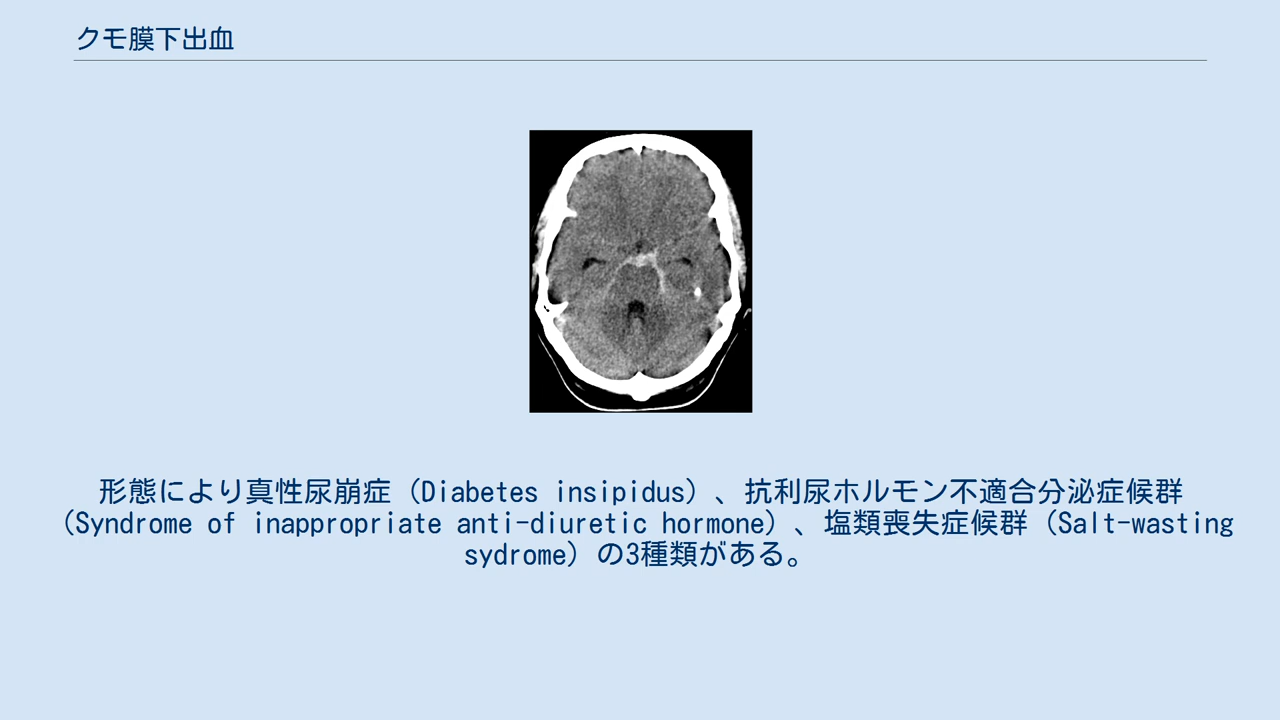 クモ膜下出血
形態により真性尿崩症（Diabetes insipidus）、抗利尿ホルモン不適合分泌症候群
（Syndrome of inappropriate anti-diuretic hormone）、塩類喪失症候群（Salt-wasting
sydrome）の3種類がある。